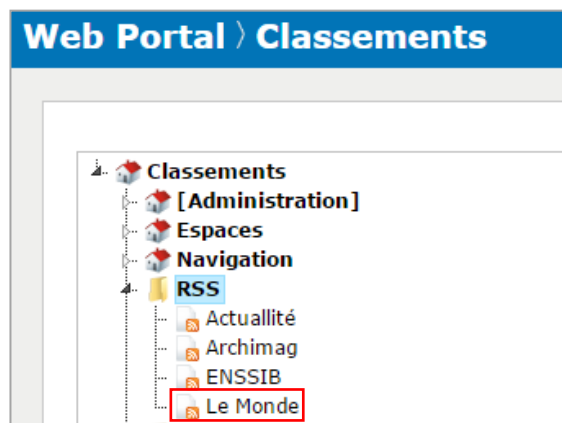 Web Portal 〉Classements
Classements
[Administration]
Espaces
Navigation
RSS
Actuallité
Archimag
ENSSIB
Le Monde